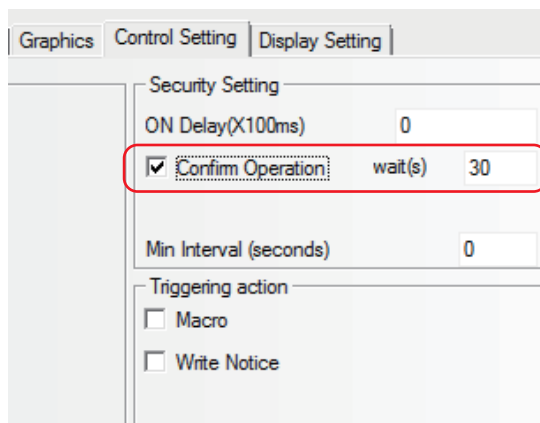 Graphics Control Setting Display Setting
Security Setting
ON Delay(X100ms) 0
Confirm Operation wait(s) 30
Min Interval (seconds) 0
Triggering action
Macro
Write Notice